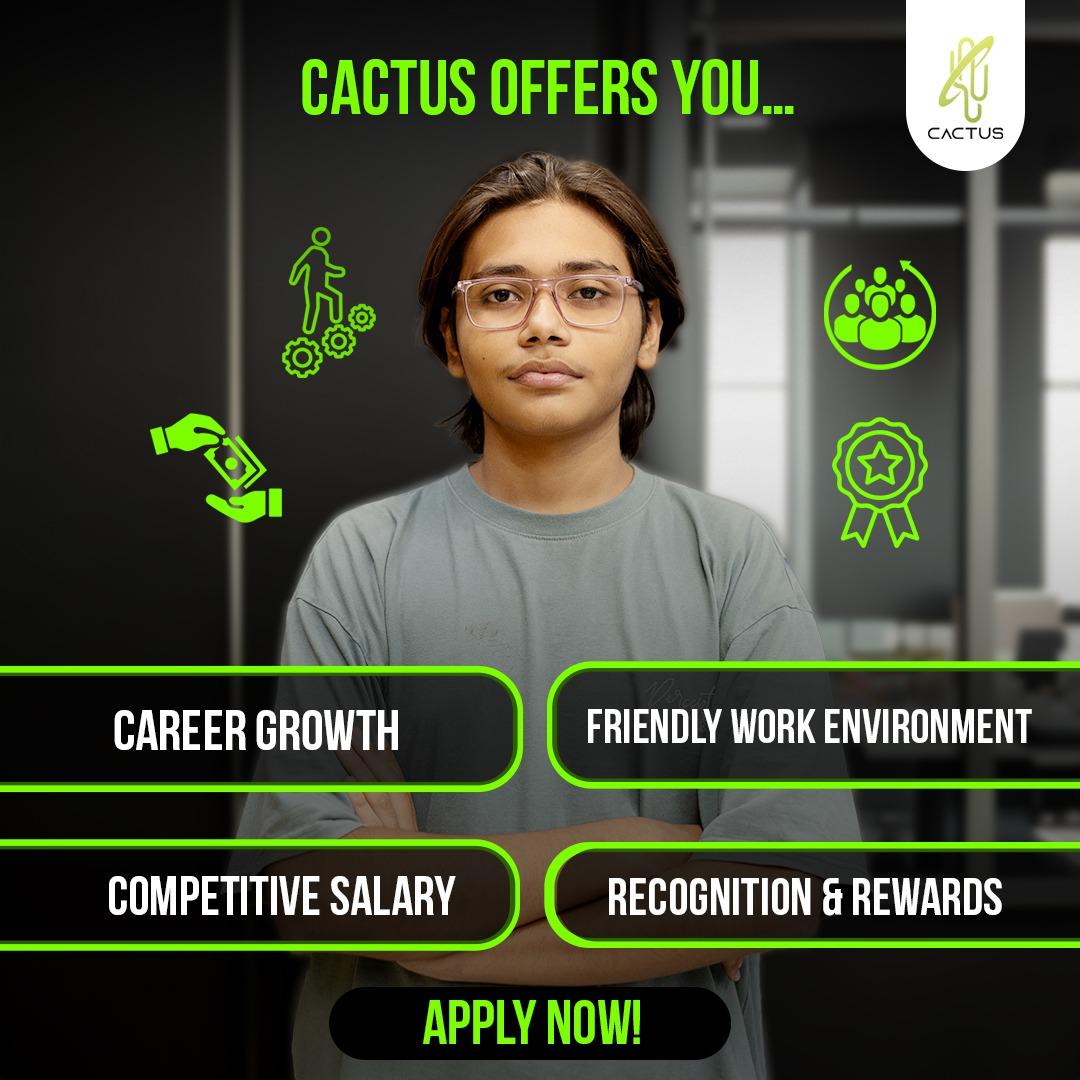 CACTUS OFFERS YOU...
CACTUS
CAREER GROWTH
FRIENDLY WORK ENVIRONMENT
COMPETITIVE SALARY
RECOGNITION & REWARDS
APPLY NOW!